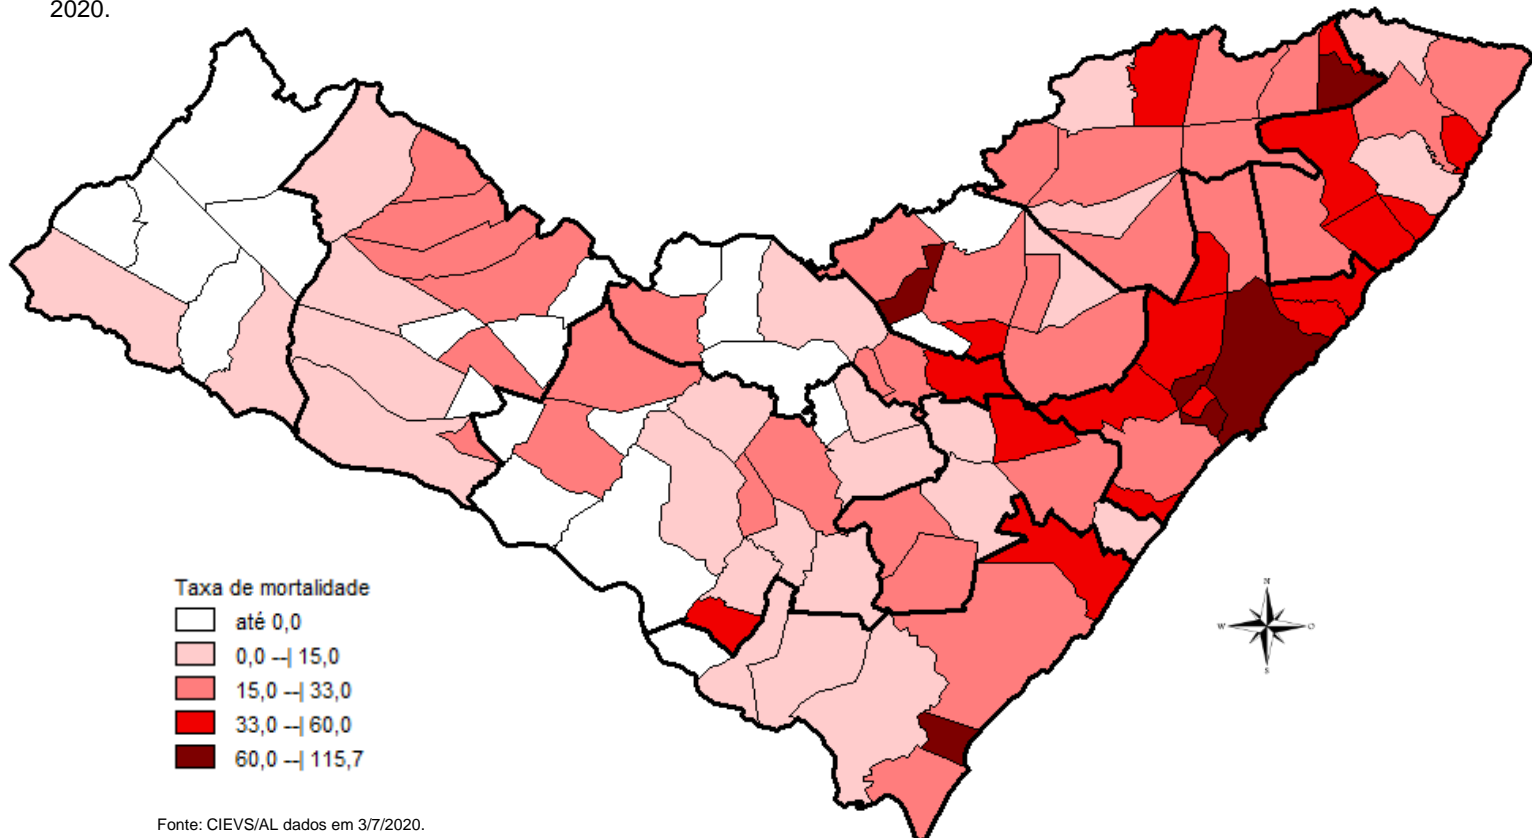 2020.
Taxa de mortalidade
até 0,0
0,0 --| 15,0
15,0 --| 33,0
33,0 --| 60,0
60,0 --| 115,7
N
W
O
S
Fonte: CIEVS/AL dados em 3/7/2020.